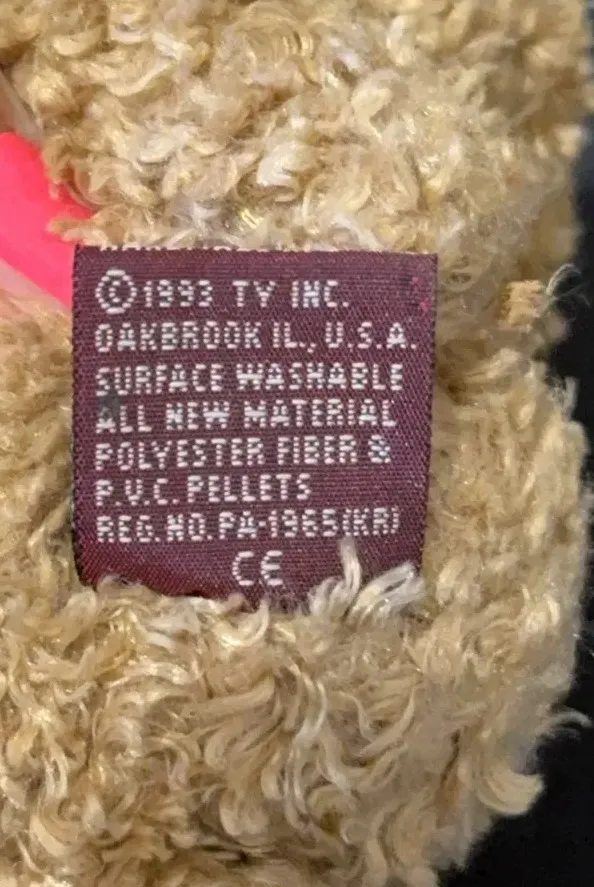 ©1993 TY INC.
OAKBROOK IL., U.S.A.
SURFACE WASHABLE
ALL NEW MATERIAL
POLYESTER FIBER &
P.V.C. PELLETS
REG. NO. PA-1965(KR)
CE